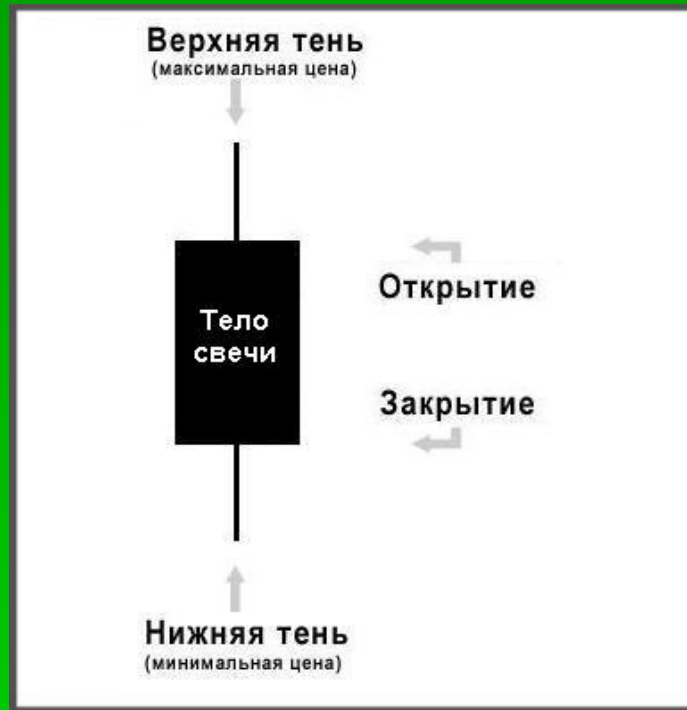 Верхняя тень
(максимальная цена)
Открытие
Тело
свечи
Закрытие
Нижняя тень
(минимальная цена)